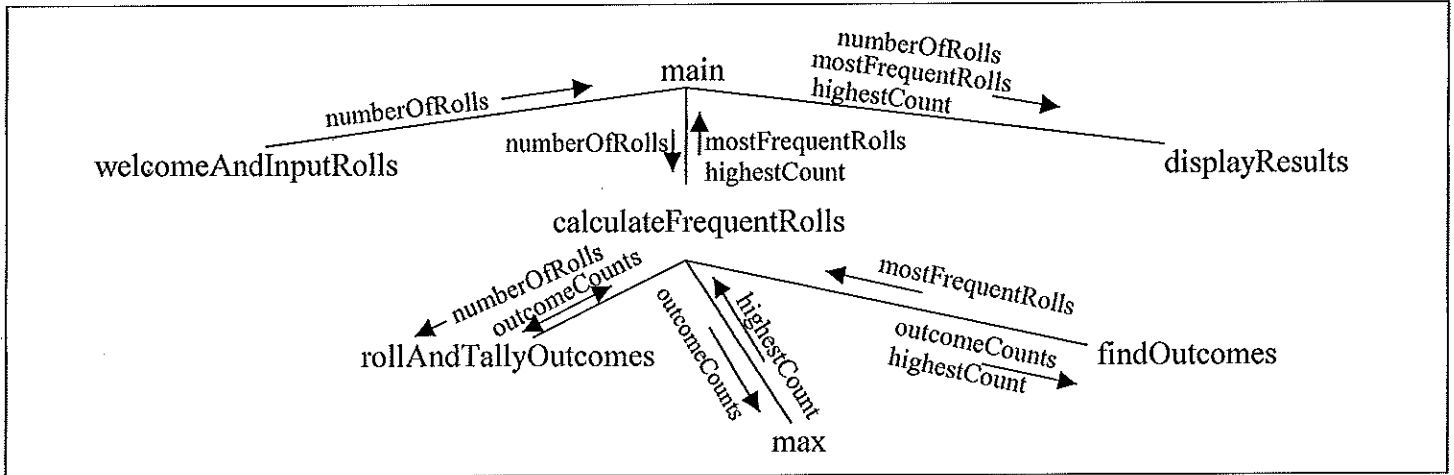 main
numberOfRolls
numberOfRolls
mostFrequentRolls
highestCount
welcomeAndInputRolls
numberOfRolls
mostFrequentRolls
highestCount
displayResults
calculateFrequentRolls
numberOfRolls
outcomeCounts
outcomeCounts
highestCount
mostFrequentRolls
outcomeCounts
highestCount
rollAndTallyOutcomes
findOutcomes
max